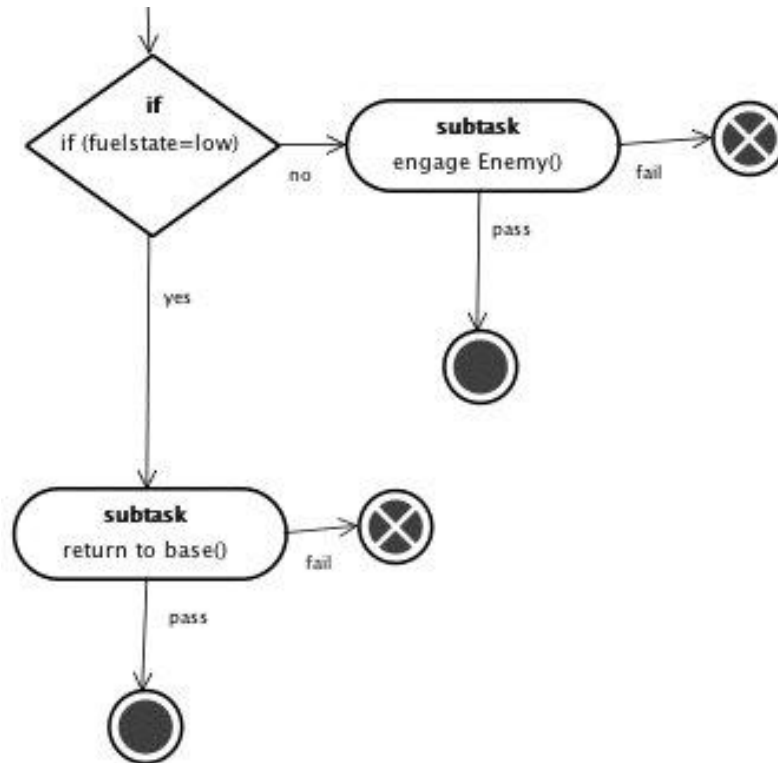 if
if (fuelstate=low)
no
subtask
engage Enemy()
fail
pass
yes
subtask
return to base()
fail
pass